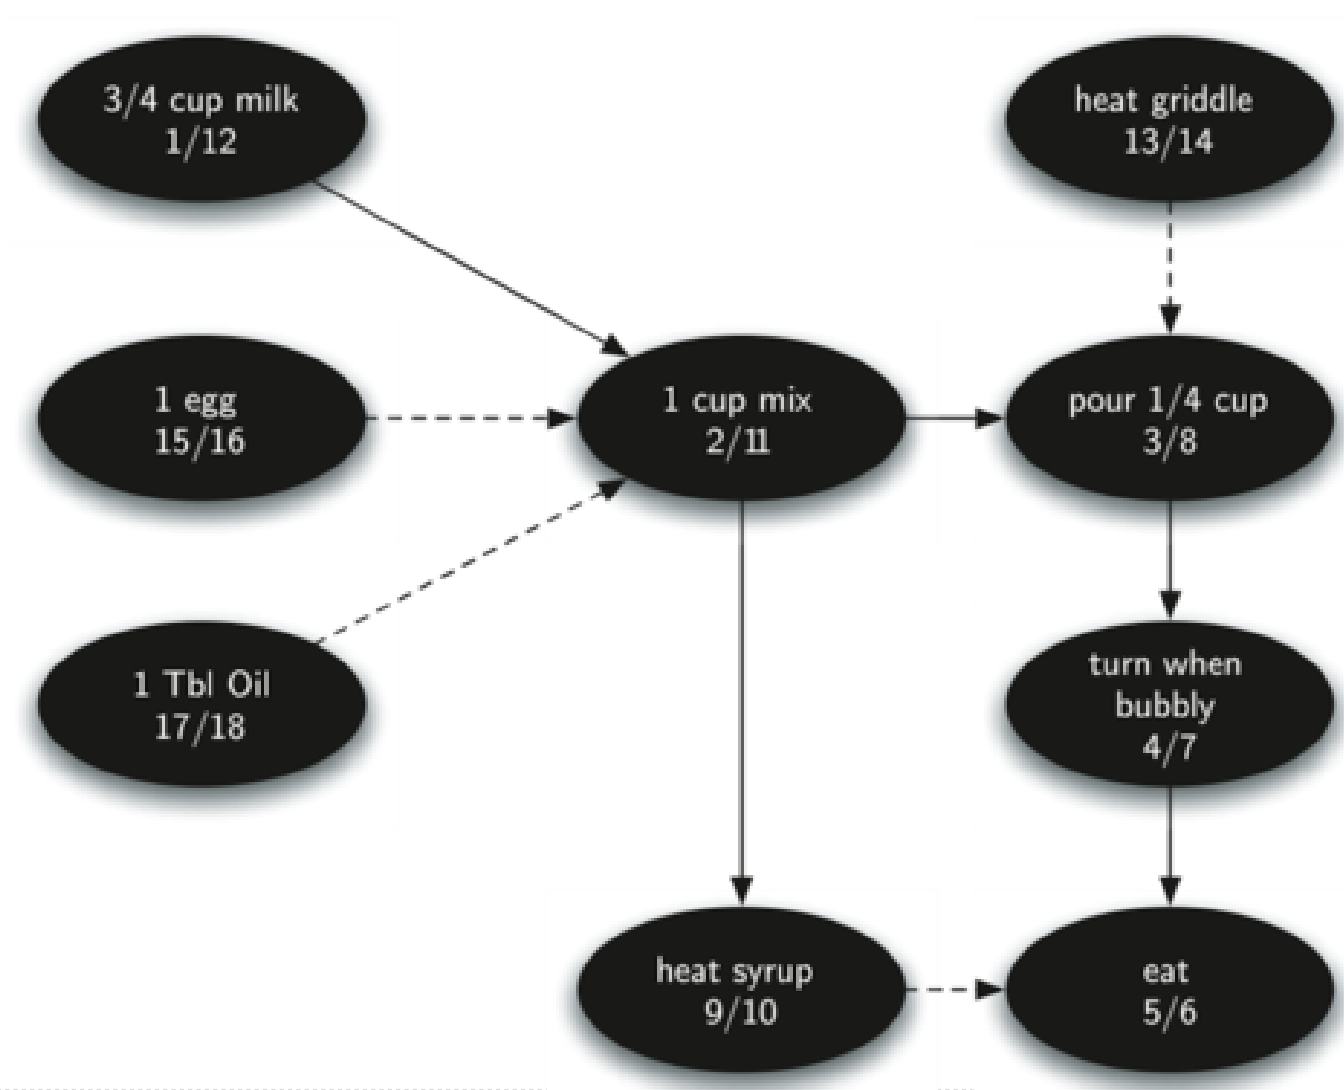 3/4 cup milk
1/12
heat griddle
13/14
1 egg
15/16
1 cup mix
2/11
pour 1/4 cup
3/8
1 Tbl Oil
17/18
turn when
bubbly
4/7
heat syrup
9/10
eat
5/6